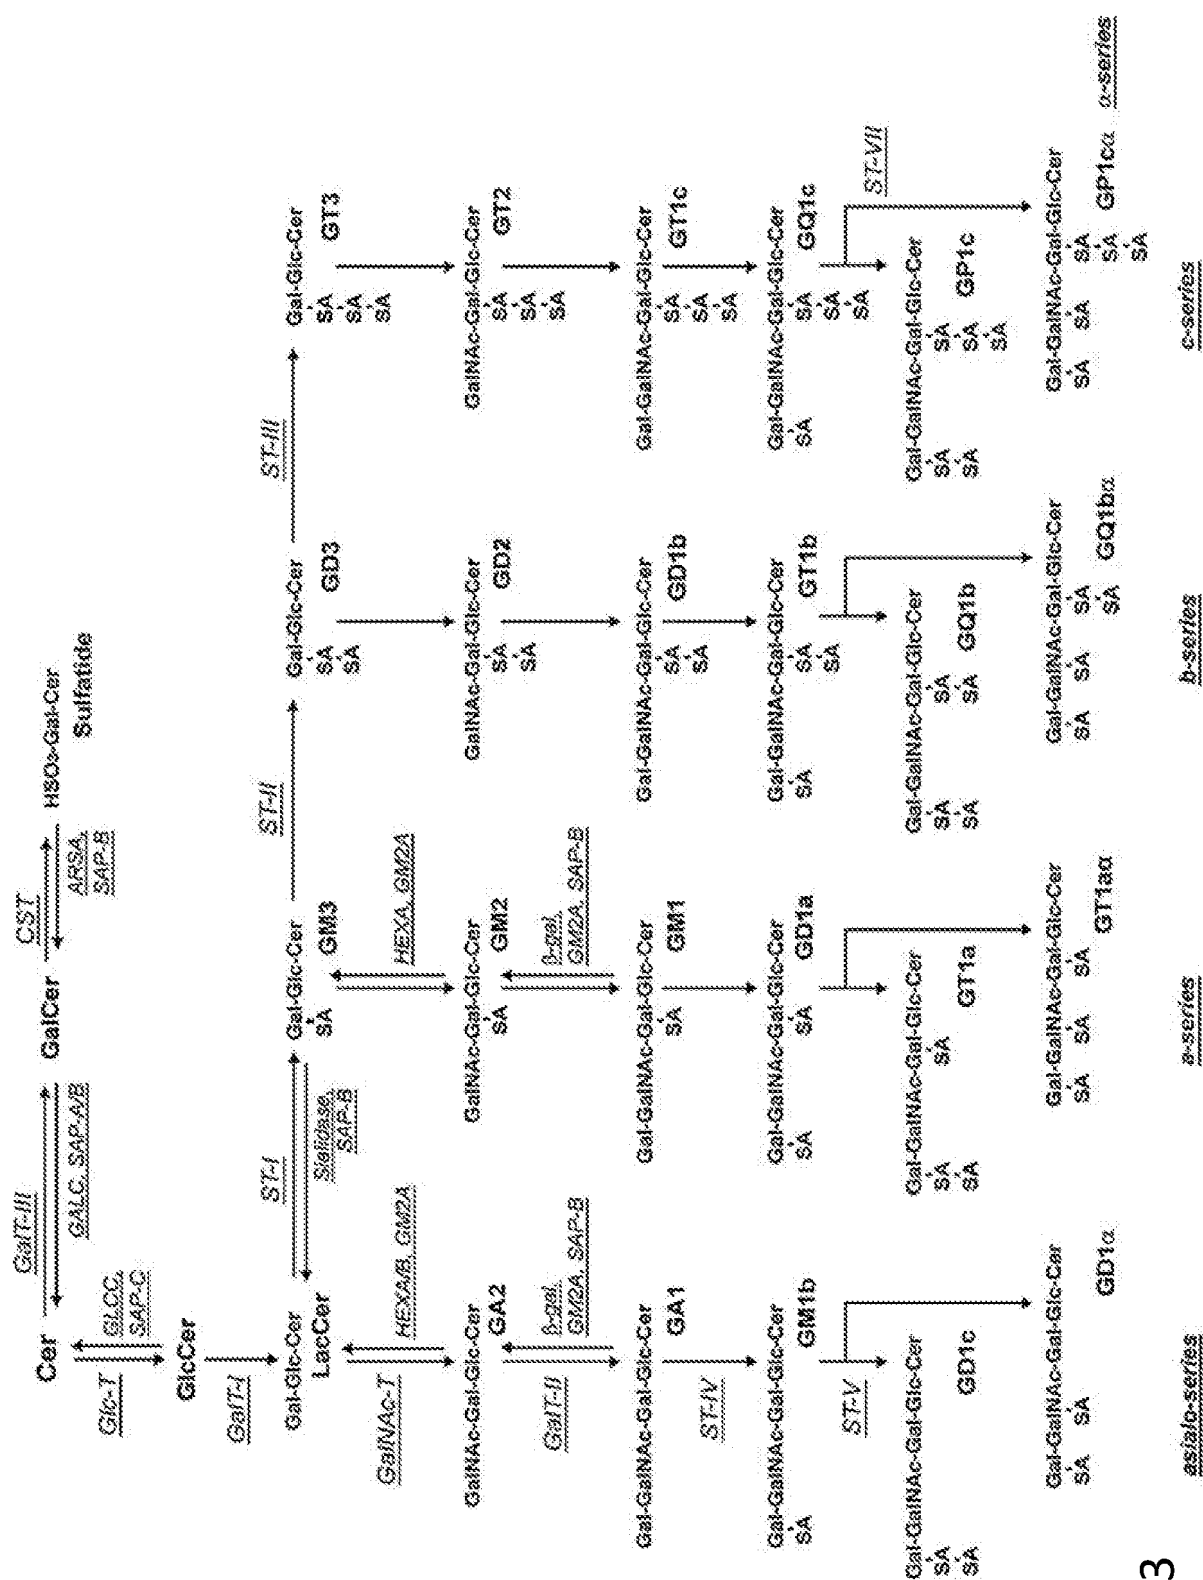 Cer
GalT-III
GALC, SAP-A/B
GalCer
CST
ARSA,
SAP-B
HSO₃-Gal-Cer
Sulfatide
Glc-T
GLCC,
SAP-C
GlcCer
GalT-I
Gal-Glc-Cer
LacCer
ST-I
Sialidase,
SAP-B
Gal-Glc-Cer
SA
GM3
ST-II
Gal-Glc-Cer
SA
SA
GD3
ST-III
Gal-Glc-Cer
SA
SA
SA
GT3
GalNAc-T
HEXA/B, GM2A
HEXA, GM2A
GalNAc-Gal-Glc-Cer
GA2
GalNAc-Gal-Glc-Cer
SA
GM2
GalNAc-Gal-Glc-Cer
SA
SA
GD2
GalNAc-Gal-Glc-Cer
SA
SA
SA
GT2
GalT-II
β-gal,
GM2A, SAP-B
β-gal,
GM2A, SAP-B
Gal-GalNAc-Gal-Glc-Cer
GA1
Gal-GalNAc-Gal-Glc-Cer
SA
GM1
Gal-GalNAc-Gal-Glc-Cer
SA
SA
GD1b
Gal-GalNAc-Gal-Glc-Cer
SA
SA
SA
GT1c
ST-IV
Gal-GalNAc-Gal-Glc-Cer
SA
GM1b
Gal-GalNAc-Gal-Glc-Cer
SA SA
GD1a
Gal-GalNAc-Gal-Glc-Cer
SA SA
SA
GT1b
Gal-GalNAc-Gal-Glc-Cer
SA SA
SA
SA
GQ1c
ST-V
ST-VII
Gal-GalNAc-Gal-Glc-Cer
SA
SA
GD1c
Gal-GalNAc-Gal-Glc-Cer
SA SA
SA
GT1a
Gal-GalNAc-Gal-Glc-Cer
SA SA
SA SA
GQ1b
Gal-GalNAc-Gal-Glc-Cer
SA SA
SA SA
SA
GP1c
Gal-GalNAc-Gal-Glc-Cer
SA SA
GD1α
Gal-GalNAc-Gal-Glc-Cer
SA SA SA
GT1aα
Gal-GalNAc-Gal-Glc-Cer
SA SA SA
SA
GQ1bα
Gal-GalNAc-Gal-Glc-Cer
SA SA SA
SA
SA
GP1cα
α-series
asialo-series
a-series
b-series
c-series
3